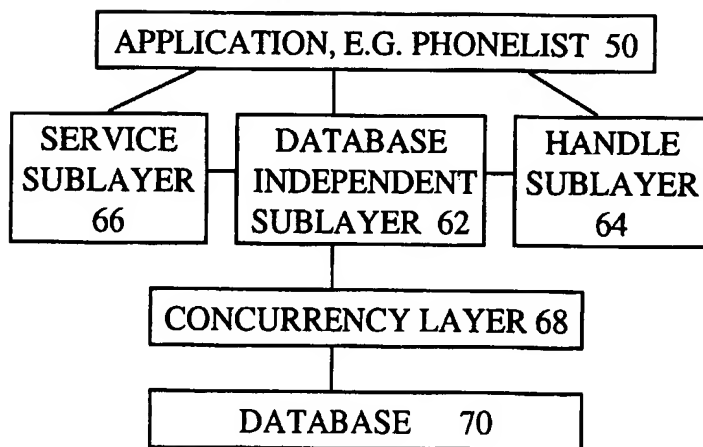 APPLICATION, E.G. PHONELIST 50
SERVICE
SUBLAYER
66
DATABASE
INDEPENDENT
SUBLAYER 62
HANDLE
SUBLAYER
64
CONCURRENCY LAYER 68
DATABASE 70